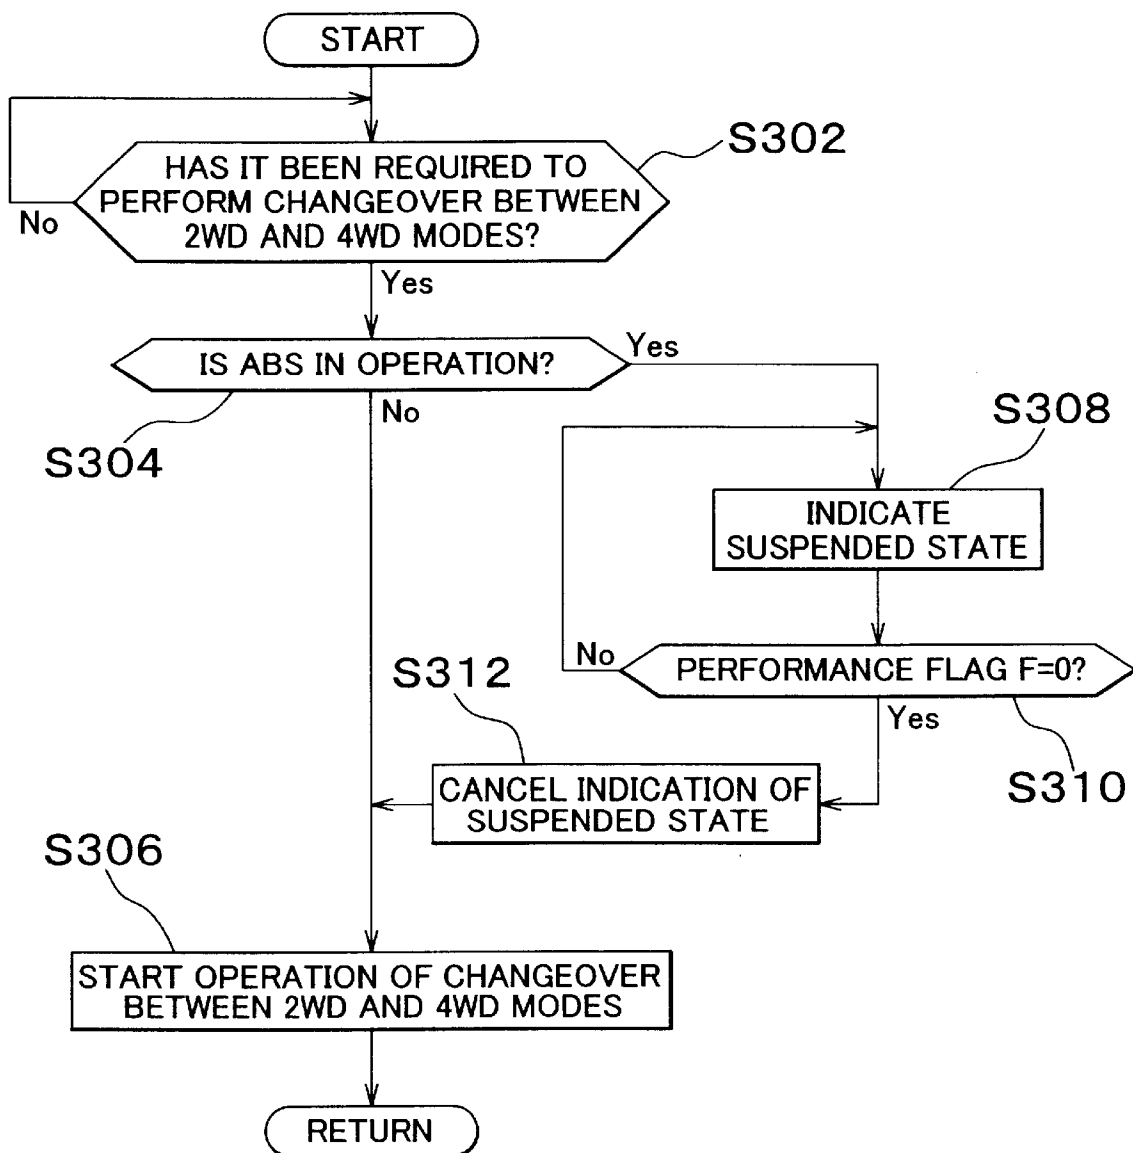 START
S302
HAS IT BEEN REQUIRED TO
PERFORM CHANGEOVER BETWEEN
2WD AND 4WD MODES?
No
Yes
IS ABS IN OPERATION?
Yes
No
S304
S308
INDICATE
SUSPENDED STATE
No
PERFORMANCE FLAG F=0?
Yes
S310
S312
CANCEL INDICATION OF
SUSPENDED STATE
S306
START OPERATION OF CHANGEOVER
BETWEEN 2WD AND 4WD MODES
RETURN